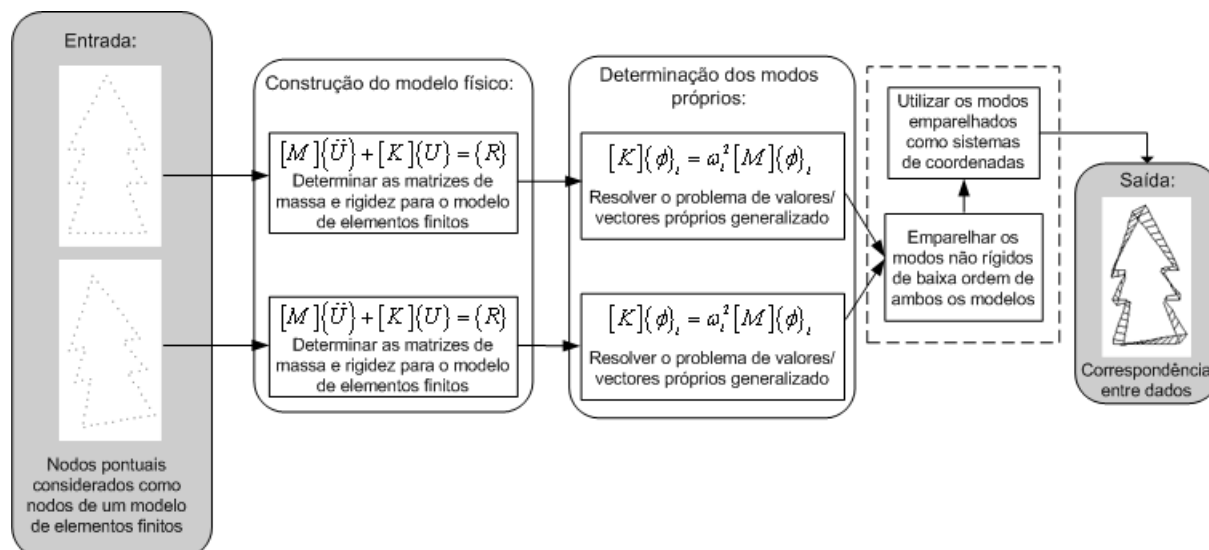 Entrada:
Nodos pontuais
considerados como
nodos de um modelo
de elementos finitos
Construção do modelo físico:
[M]{Ü} + [K]{U} = {R}
Determinar as matrizes de
massa e rigidez para o modelo
de elementos finitos
[M]{Ü} + [K]{U} = {R}
Determinar as matrizes de
massa e rigidez para o modelo
de elementos finitos
Determinação dos modos
próprios:
[K]{ϕ}ᵢ = ωᵢ²[M]{ϕ}ᵢ
Resolver o problema de valores/
vectores próprios generalizado
[K]{ϕ}ᵢ = ωᵢ²[M]{ϕ}ᵢ
Resolver o problema de valores/
vectores próprios generalizado
Utilizar os modos
emparelhados
como sistemas
de coordenadas
Emparelhar os
modos não rígidos
de baixa ordem de
ambos os modelos
Saída:
Correspondência
entre dados